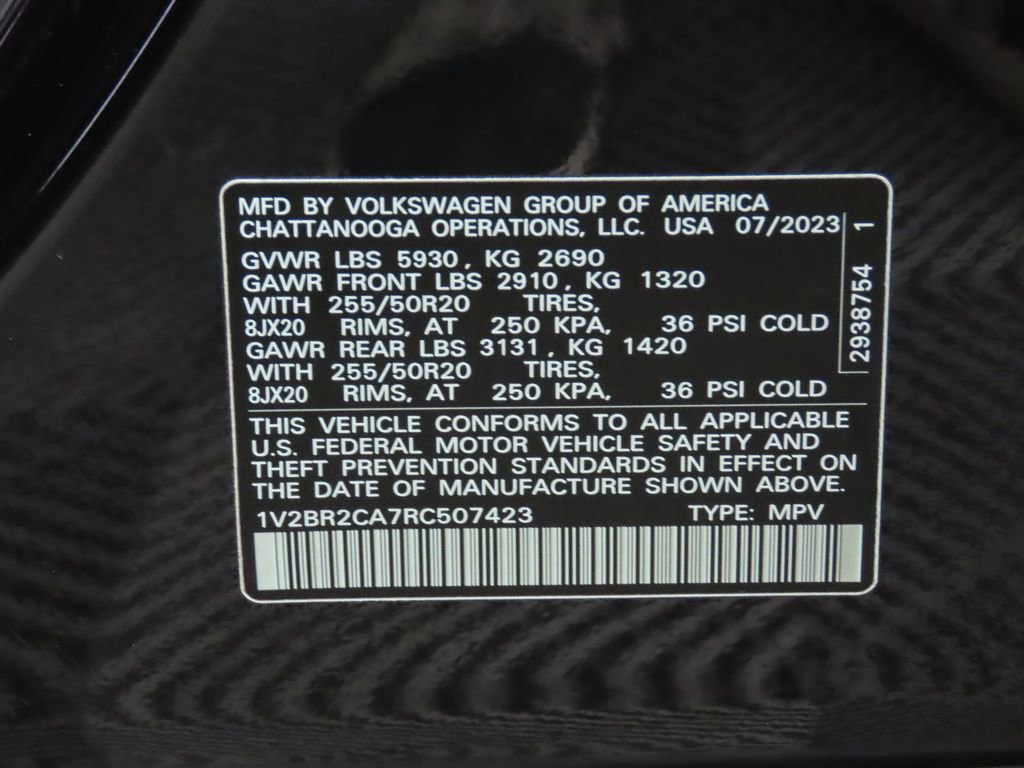 MFD BY VOLKSWAGEN GROUP OF AMERICA
CHATTANOOGA OPERATIONS, LLC. USA 07/2023
GVWR LBS 5930, KG 2690
GAWR FRONT LBS 2910, KG 1320
WITH 255/50R20 TIRES,
8JX20 RIMS, AT 250 KPA, 36 PSI COLD
GAWR REAR LBS 3131, KG 1420
WITH 255/50R20 TIRES,
8JX20 RIMS, AT 250 KPA, 36 PSI COLD
2938754 1
THIS VEHICLE CONFORMS TO ALL APPLICABLE
U.S. FEDERAL MOTOR VEHICLE SAFETY AND
THEFT PREVENTION STANDARDS IN EFFECT ON
THE DATE OF MANUFACTURE SHOWN ABOVE.
1V2BR2CA7RC507423 TYPE: MPV